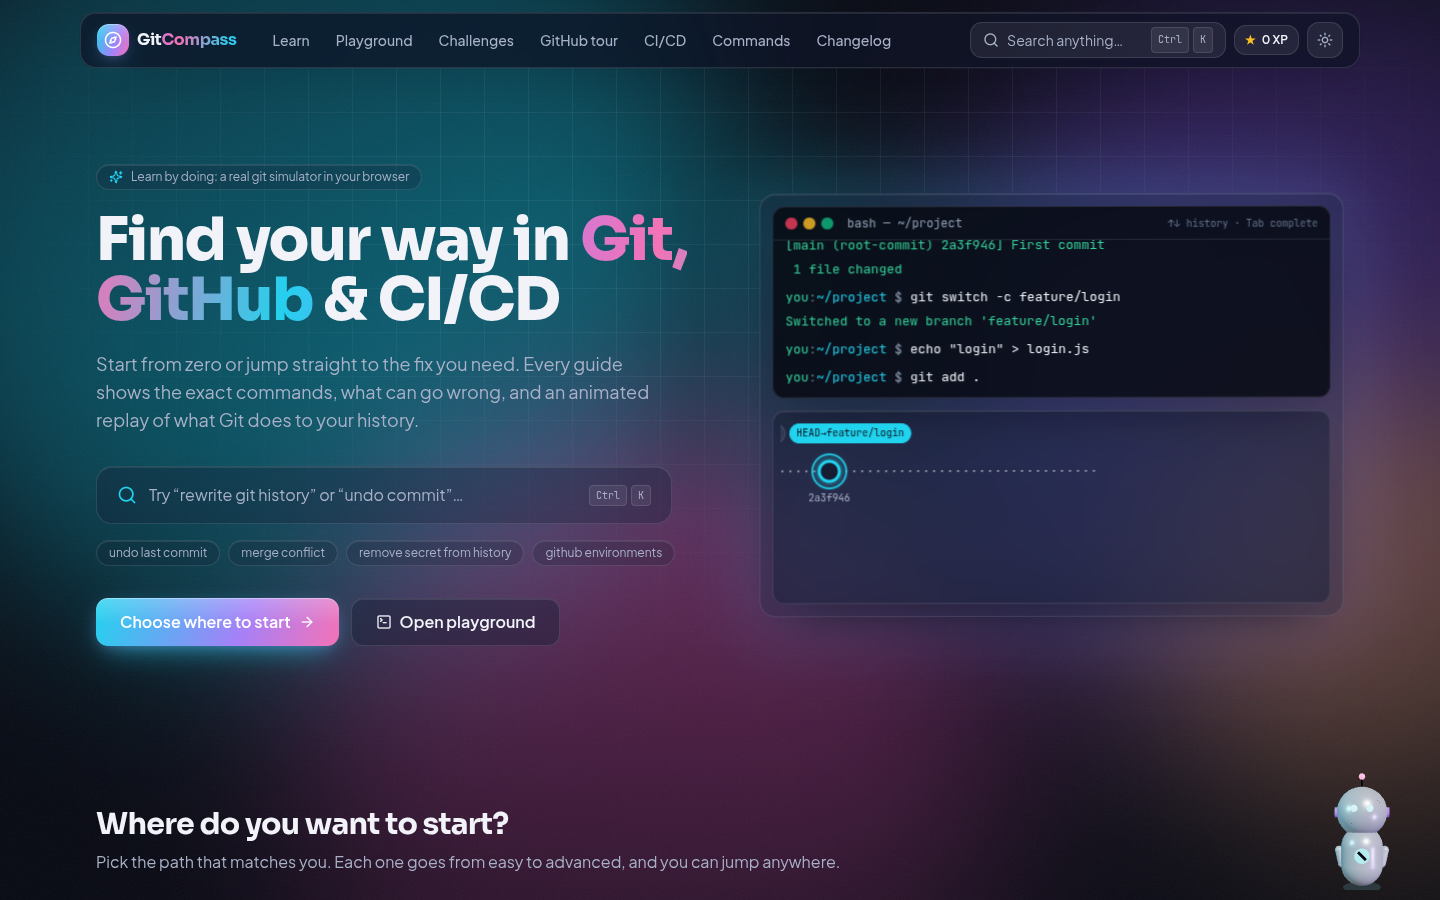 GitCompass
Learn
Playground
Challenges
GitHub tour
CI/CD
Commands
Changelog
Search anything…
Ctrl
K
★ 0 XP
Learn by doing: a real git simulator in your browser
Find your way in Git,
GitHub & CI/CD
Start from zero or jump straight to the fix you need. Every guide
shows the exact commands, what can go wrong, and an animated
replay of what Git does to your history.
Try “rewrite git history” or “undo commit”…
Ctrl
K
undo last commit
merge conflict
remove secret from history
github environments
Choose where to start →
Open playground
bash — ~/project
↑↓ history · Tab complete
[main (root-commit) 2a3f946] First commit
1 file changed
you:~/project $ git switch -c feature/login
Switched to a new branch 'feature/login'
you:~/project $ echo "login" > login.js
you:~/project $ git add .
HEAD→feature/login
2a3f946
Where do you want to start?
Pick the path that matches you. Each one goes from easy to advanced, and you can jump anywhere.